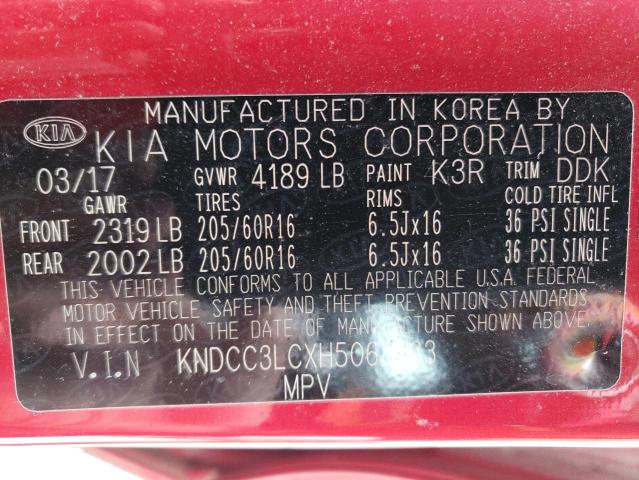 MANUFACTURED IN KOREA BY
KIA KIA MOTORS CORPORATION
03/17 GVWR 4189 LB PAINT K3R TRIM DDK
GAWR TIRES RIMS COLD TIRE INFL
FRONT 2319 LB 205/60R16 6.5Jx16 36 PSI SINGLE
REAR 2002 LB 205/60R16 6.5Jx16 36 PSI SINGLE
THIS VEHICLE CONFORMS TO ALL APPLICABLE U.S.A. FEDERAL
MOTOR VEHICLE SAFETY AND THEFT PREVENTION STANDARDS
IN EFFECT ON THE DATE OF MANUFACTURE SHOWN ABOVE.
V.I.N
MPV